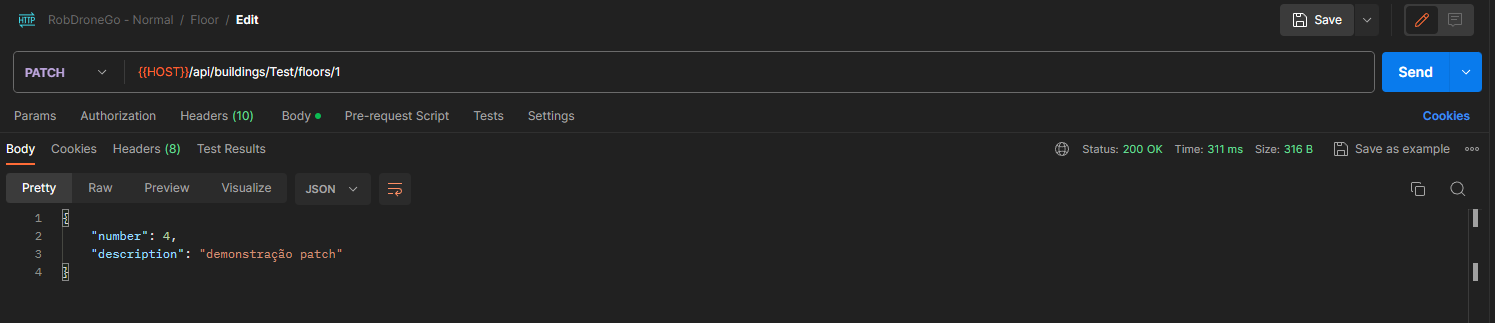 HTTP RobDroneGo - Normal / Floor / Edit Save
PATCH {{HOST}}/api/buildings/Test/floors/1 Send
Params Authorization Headers (10) Body Pre-request Script Tests Settings Cookies
Body Cookies Headers (8) Test Results Status: 200 OK Time: 311 ms Size: 316 B Save as example
Pretty Raw Preview Visualize JSON
1 {
2 "number": 4,
3 "description": "demonstração patch"
4 }